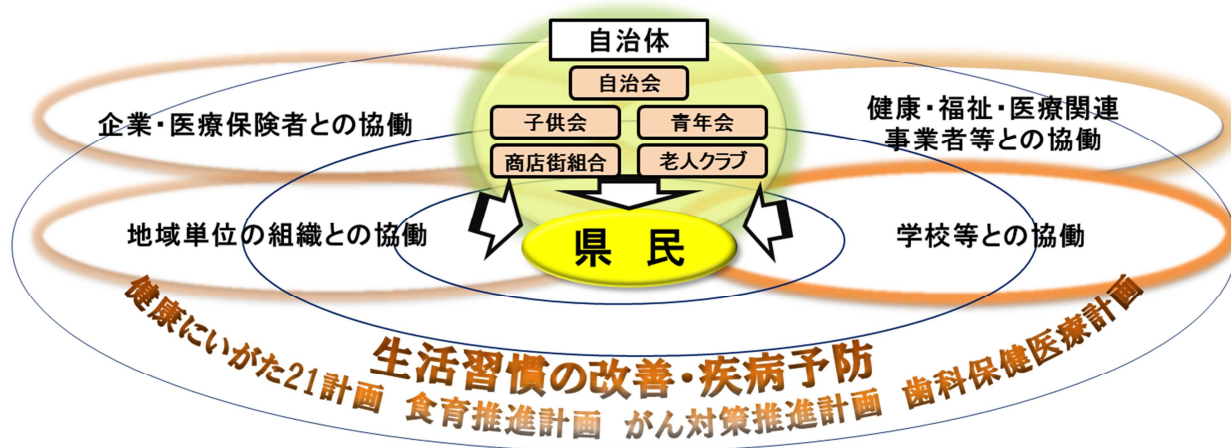 自治体
自治会
子供会
青年会
商店街組合
老人クラブ
企業・医療保険者との協働
健康・福祉・医療関連
事業者等との協働
地域単位の組織との協働
県 民
学校等との協働
生活習慣の改善・疾病予防
健康にいがた21計画 食育推進計画 がん対策推進計画 歯科保健医療計画